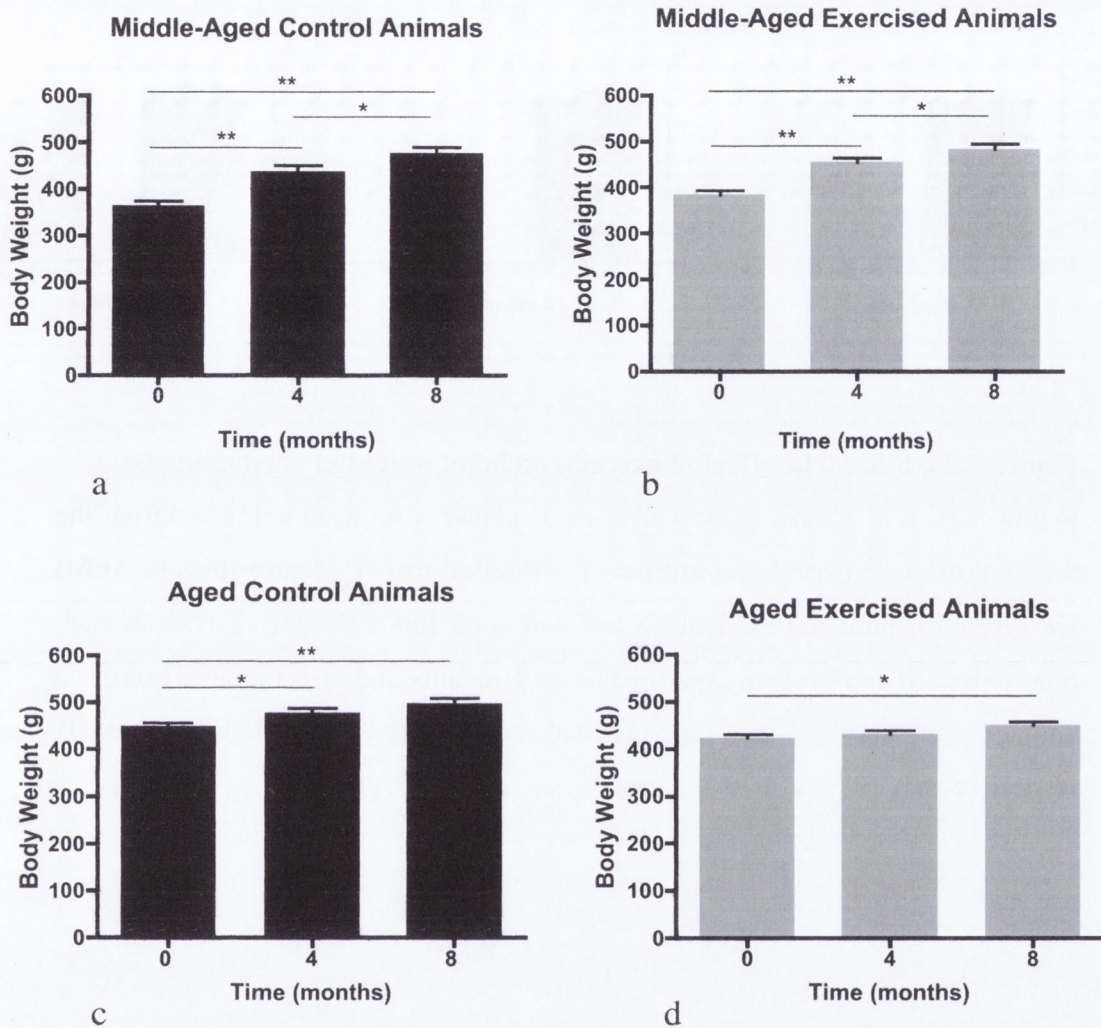 Middle-Aged Control Animals
**
**
*
600
500
400
300
200
100
0
Body Weight (g)
0 4 8
Time (months)
a
Middle-Aged Exercised Animals
**
**
*
600
500
400
300
200
100
0
Body Weight (g)
0 4 8
Time (months)
b
Aged Control Animals
**
*
600
500
400
300
200
100
0
Body Weight (g)
0 4 8
Time (months)
c
Aged Exercised Animals
*
600
500
400
300
200
100
0
Body Weight (g)
0 4 8
Time (months)
d